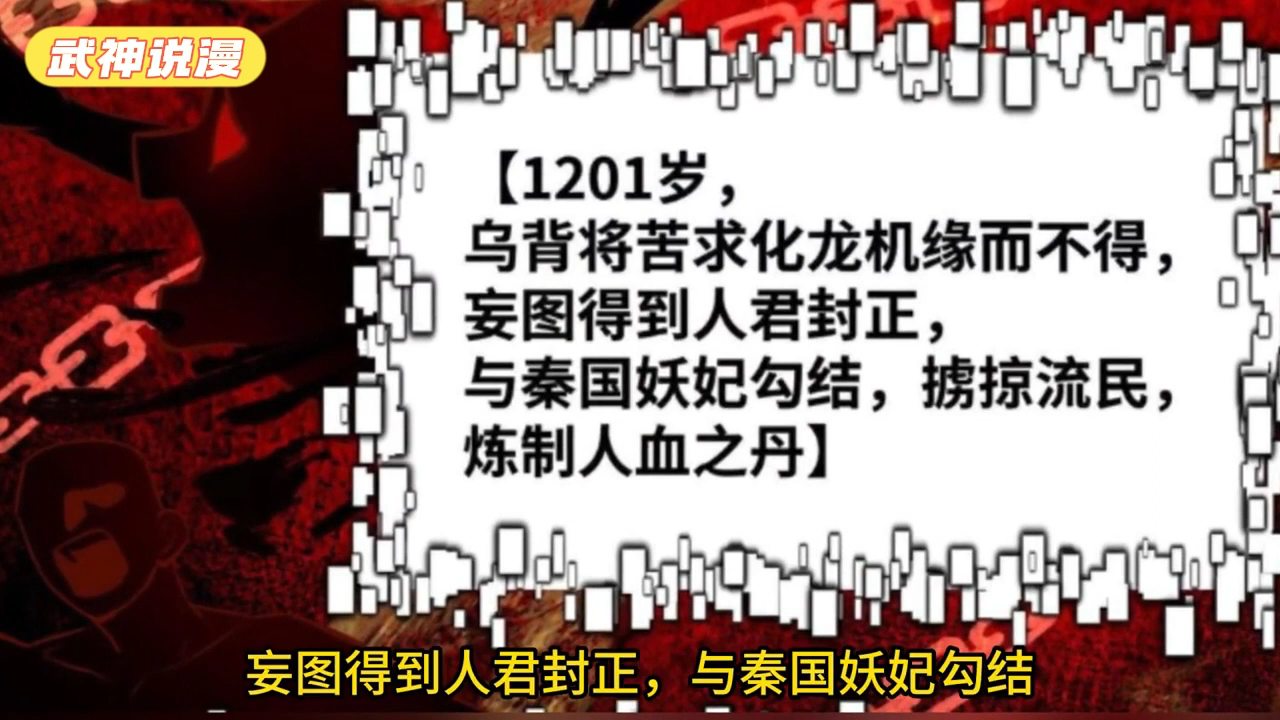 武神说漫
【1201岁，
乌背将苦求化龙机缘而不得，
妄图得到人君封正，
与秦国妖妃勾结，掳掠流民，
炼制人血之丹】
妄图得到人君封正，与秦国妖妃勾结